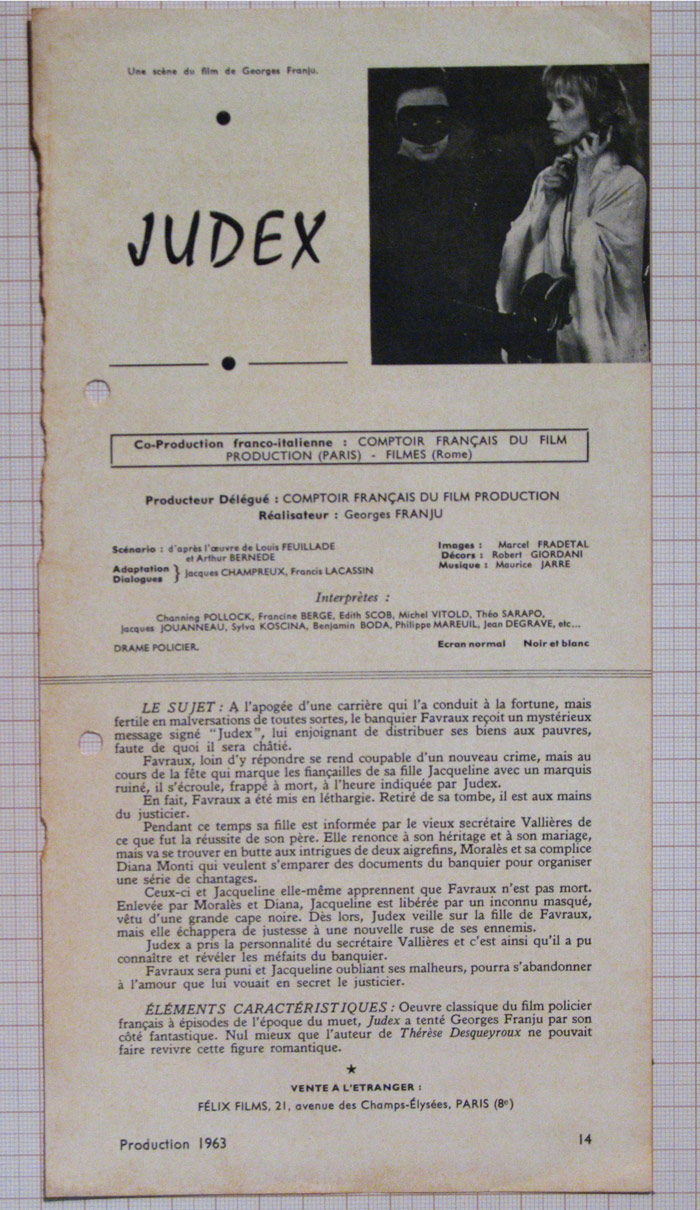 Une scène du film de Georges Franju.
JUDEX
Co-Production franco-italienne : COMPTOIR FRANÇAIS DU FILM
PRODUCTION (PARIS) - FILMES (Rome)
Producteur Délégué : COMPTOIR FRANÇAIS DU FILM PRODUCTION
Réalisateur : Georges FRANJU
Scénario : d'après l'œuvre de Louis FEUILLADE
et Arthur BERNEDE
Adaptation
Dialogues } Jacques CHAMPREUX, Francis LACASSIN
Images : Marcel FRADETAL
Décors : Robert GIORDANI
Musique : Maurice JARRE
Interprètes :
Channing POLLOCK, Francine BERGE, Edith SCOB, Michel VITOLD, Théo SARAPO,
Jacques JOUANNEAU, Sylva KOSCINA, Benjamin BODA, Philippe MAREUIL, Jean DEGRAVE, etc...
DRAME POLICIER.
Ecran normal Noir et blanc
LE SUJET : A l'apogée d'une carrière qui l'a conduit à la fortune, mais
fertile en malversations de toutes sortes, le banquier Favraux reçoit un mystérieux
message signé "Judex", lui enjoignant de distribuer ses biens aux pauvres,
faute de quoi il sera châtié.
Favraux, loin d'y répondre se rend coupable d'un nouveau crime, mais au
cours de la fête qui marque les fiançailles de sa fille Jacqueline avec un marquis
ruiné, il s'écroule, frappé à mort, à l'heure indiquée par Judex.
En fait, Favraux a été mis en léthargie. Retiré de sa tombe, il est aux mains
du justicier.
Pendant ce temps sa fille est informée par le vieux secrétaire Vallières de
ce que fut la réussite de son père. Elle renonce à son héritage et à son mariage,
mais va se trouver en butte aux intrigues de deux aigrefins, Moralès et sa complice
Diana Monti qui veulent s'emparer des documents du banquier pour organiser
une série de chantages.
Ceux-ci et Jacqueline elle-même apprennent que Favraux n'est pas mort.
Enlevée par Moralès et Diana, Jacqueline est libérée par un inconnu masqué,
vêtu d'une grande cape noire. Dès lors, Judex veille sur la fille de Favraux,
mais elle échappera de justesse à une nouvelle ruse de ses ennemis.
Judex a pris la personnalité du secrétaire Vallières et c'est ainsi qu'il a pu
connaître et révéler les méfaits du banquier.
Favraux sera puni et Jacqueline oubliant ses malheurs, pourra s'abandonner
à l'amour que lui vouait en secret le justicier.
ÉLÉMENTS CARACTÉRISTIQUES : Oeuvre classique du film policier
français à épisodes de l'époque du muet, Judex a tenté Georges Franju par son
côté fantastique. Nul mieux que l'auteur de Thérèse Desqueyroux ne pouvait
faire revivre cette figure romantique.
VENTE A L'ETRANGER :
FÉLIX FILMS, 21, avenue des Champs-Élysées, PARIS (8e)
Production 1963
14